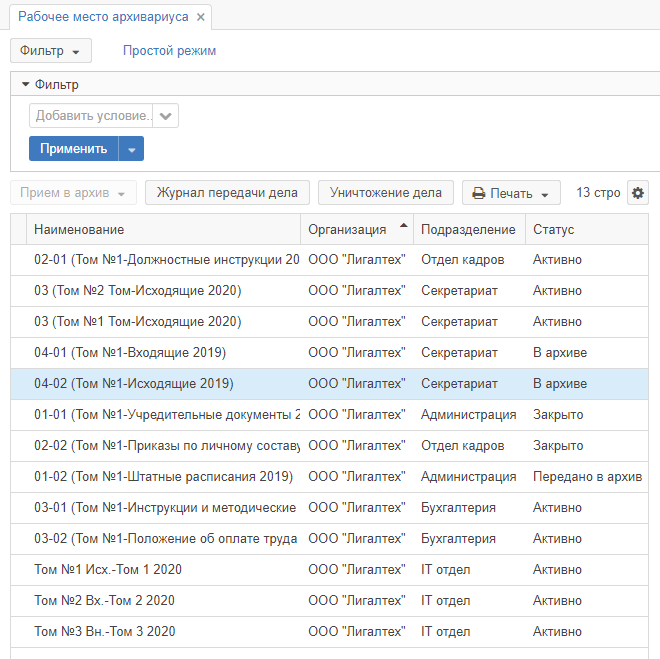 Рабочее место архивариуса ×
Фильтр Простой режим
Фильтр
Добавить условие..
Применить
Прием в архив Журнал передачи дела Уничтожение дела Печать 13 стро
Наименование Организация Подразделение Статус
02-01 (Том №1-Должностные инструкции 20 ООО "Лигалтех" Отдел кадров Активно
03 (Том №2 Том-Исходящие 2020) ООО "Лигалтех" Секретариат Активно
03 (Том №1 Том-Исходящие 2020) ООО "Лигалтех" Секретариат Активно
04-01 (Том №1-Входящие 2019) ООО "Лигалтех" Секретариат В архиве
04-02 (Том №1-Исходящие 2019) ООО "Лигалтех" Секретариат В архиве
01-01 (Том №1-Учредительные документы 2 ООО "Лигалтех" Администрация Закрыто
02-02 (Том №1-Приказы по личному составу ООО "Лигалтех" Отдел кадров Закрыто
01-02 (Том №1-Штатные расписания 2019) ООО "Лигалтех" Администрация Передано в архив
03-01 (Том №1-Инструкции и методические ООО "Лигалтех" Бухгалтерия Активно
03-02 (Том №1-Положение об оплате труда ООО "Лигалтех" Бухгалтерия Активно
Том №1 Исх.-Том 1 2020 ООО "Лигалтех" IT отдел Активно
Том №2 Вх.-Том 2 2020 ООО "Лигалтех" IT отдел Активно
Том №3 Вн.-Том 3 2020 ООО "Лигалтех" IT отдел Активно